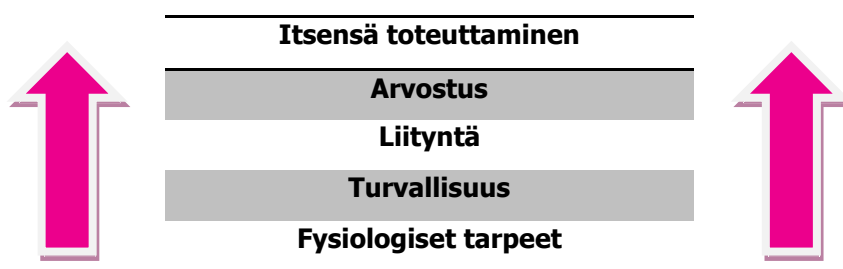 Itsensä toteuttaminen
Arvostus
Liityntä
Turvallisuus
Fysiologiset tarpeet